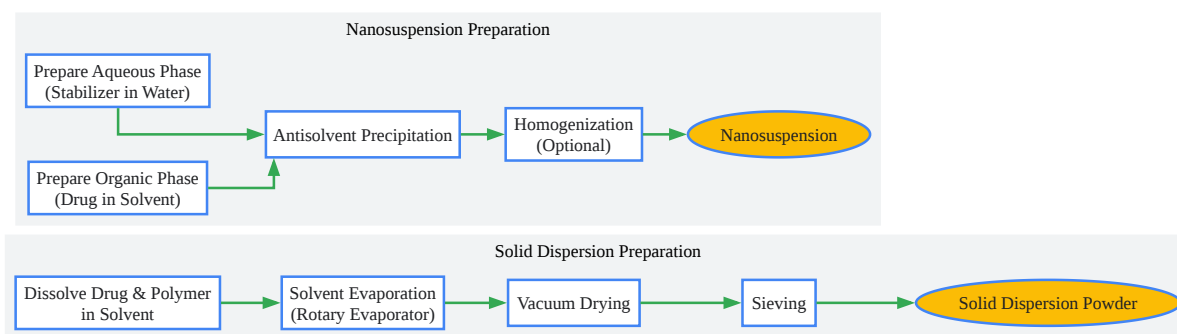 Nanosuspension Preparation
Prepare Aqueous Phase
(Stabilizer in Water)
Prepare Organic Phase
(Drug in Solvent)
Antisolvent Precipitation
Homogenization
(Optional)
Nanosuspension
Solid Dispersion Preparation
Dissolve Drug & Polymer
in Solvent
Solvent Evaporation
(Rotary Evaporator)
Vacuum Drying
Sieving
Solid Dispersion Powder